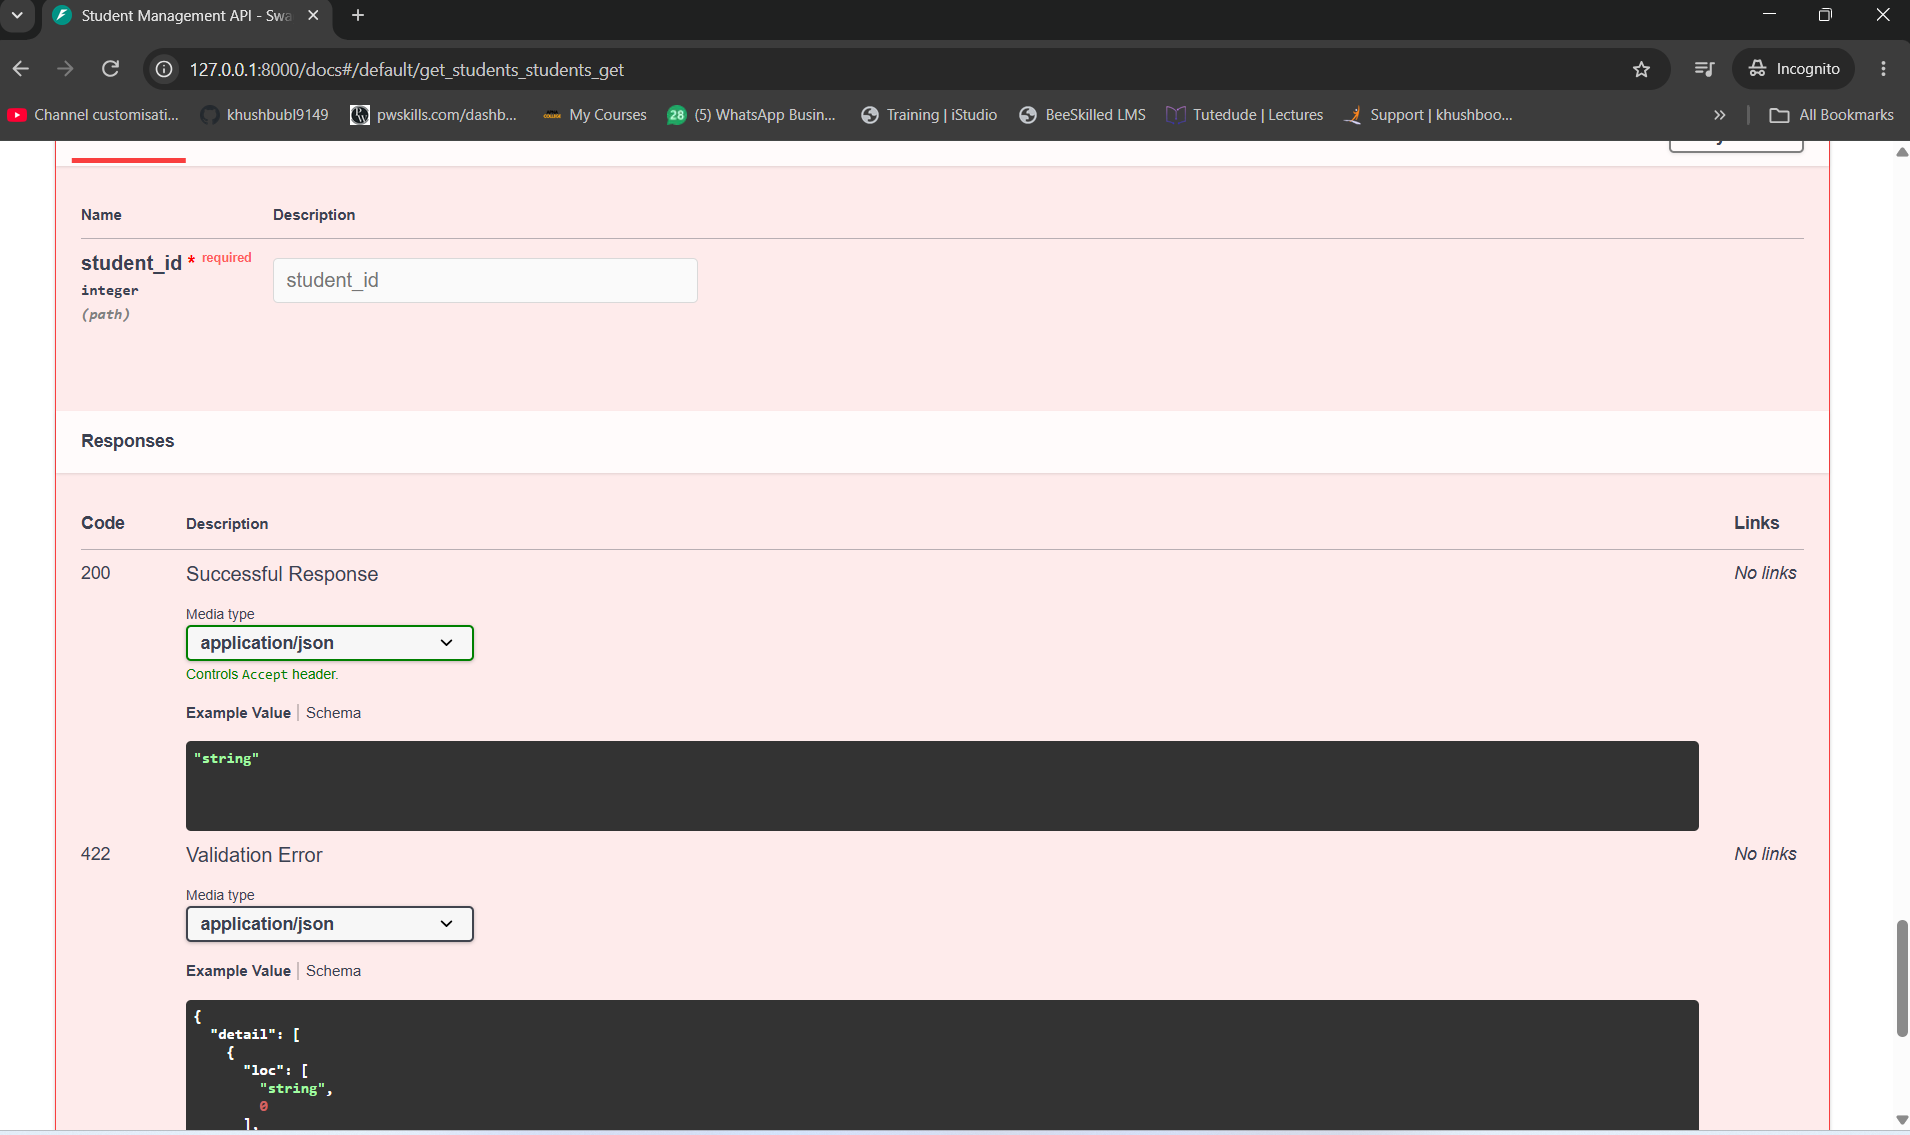 Student Management API - Swa
127.0.0.1:8000/docs#/default/get_students_students_get
Incognito
Channel customisati...
khushbubl9149
pwskills.com/dashb...
My Courses
28
(5) WhatsApp Busin...
Training | iStudio
BeeSkilled LMS
Tutedude | Lectures
Support | khushboo...
All Bookmarks
Name Description
student_id * required
integer
(path)
student_id
Responses
Code Description Links
200 Successful Response No links
Media type
application/json
Controls Accept header.
Example Value | Schema
"string"
422 Validation Error No links
Media type
application/json
Example Value | Schema
{
"detail": [
{
"loc": [
"string",
0
],